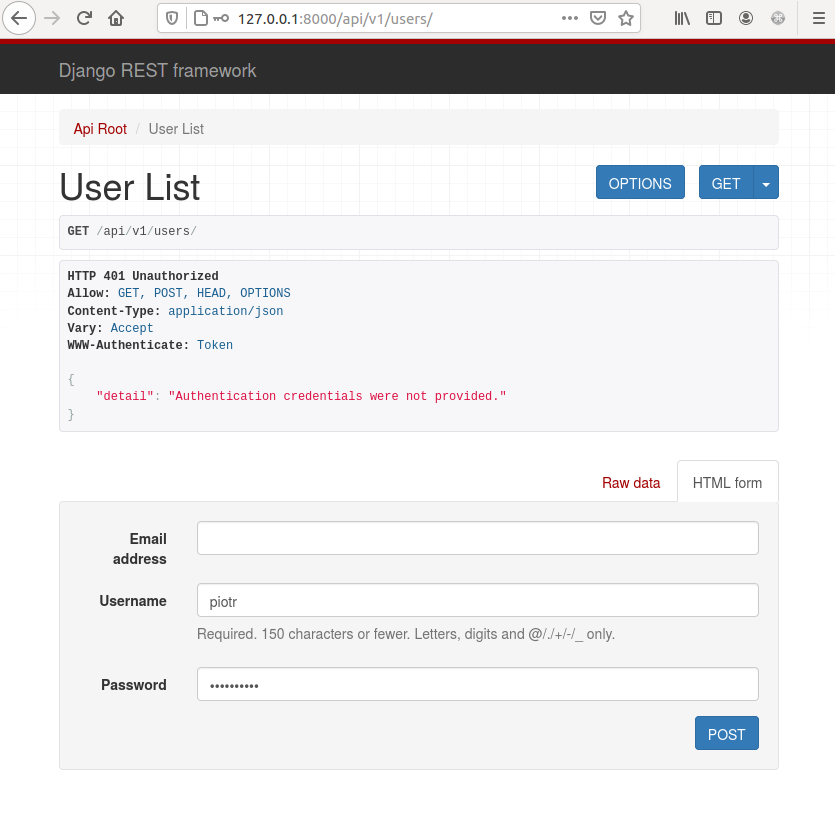 127.0.0.1:8000/api/v1/users/
Django REST framework
Api Root / User List
User List
OPTIONS
GET
GET /api/v1/users/
HTTP 401 Unauthorized
Allow: GET, POST, HEAD, OPTIONS
Content-Type: application/json
Vary: Accept
WWW-Authenticate: Token
{
    "detail": "Authentication credentials were not provided."
}
Raw data
HTML form
Email
address
Username
piotr
Required. 150 characters or fewer. Letters, digits and @/./+/-/_ only.
Password
••••••••••
POST